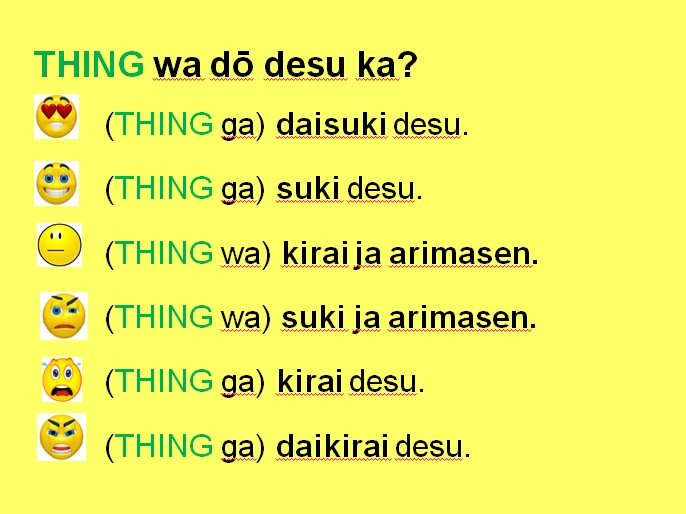 THING wa dō desu ka?
(THING ga) daisuki desu.
(THING ga) suki desu.
(THING wa) kirai ja arimasen.
(THING wa) suki ja arimasen.
(THING ga) kirai desu.
(THING ga) daikirai desu.